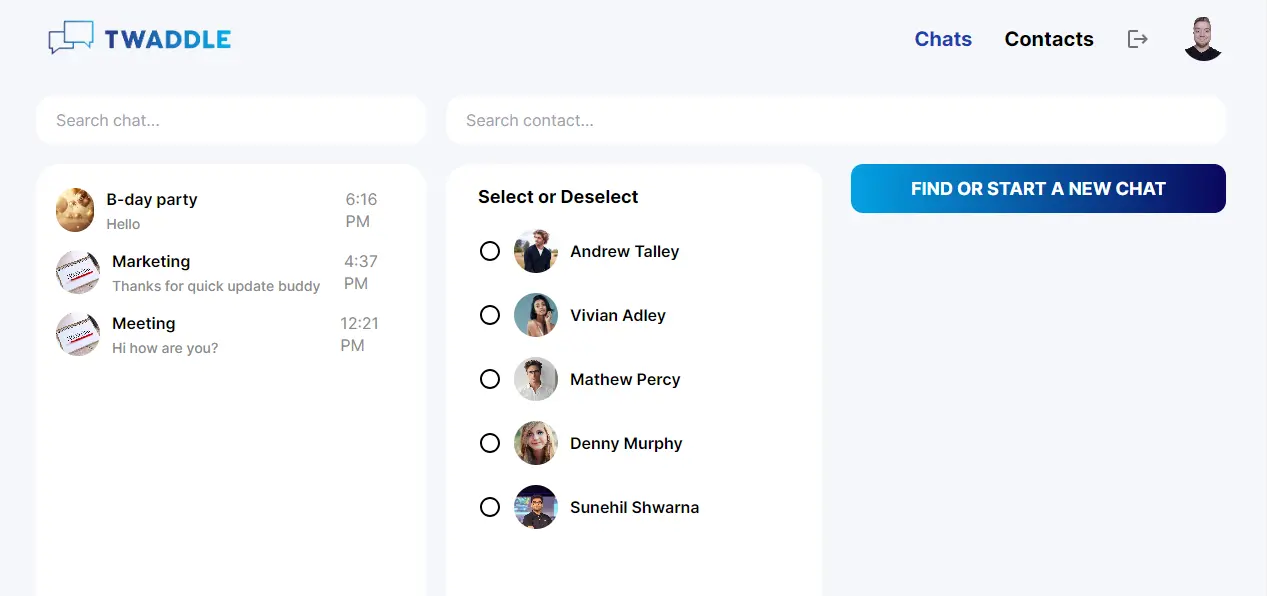 TWADDLE
Chats
Contacts
Search chat...
Search contact...
B-day party
6:16
PM
Hello
Marketing
4:37
PM
Thanks for quick update buddy
Meeting
12:21
PM
Hi how are you?
Select or Deselect
Andrew Talley
Vivian Adley
Mathew Percy
Denny Murphy
Sunehil Shwarna
FIND OR START A NEW CHAT